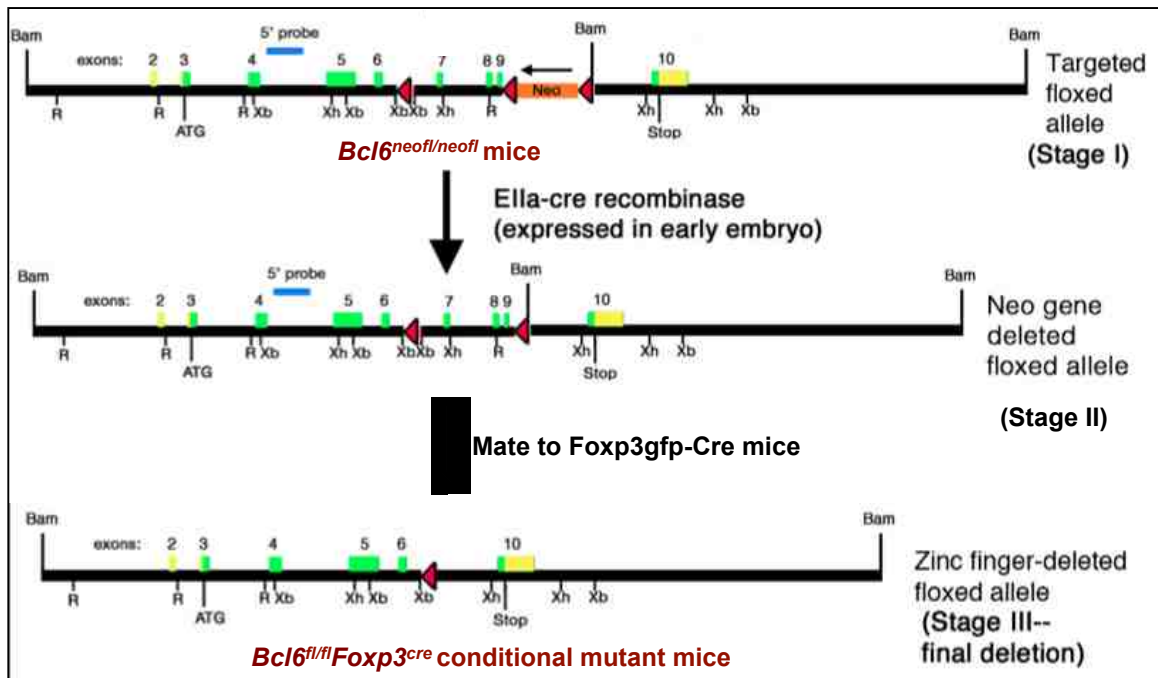 Bam Bam Bam
5" probe
exons: 2 3 4 5 6 7 8 9 10
Neo
R R R Xb Xh Xb Xb Xb Xh R Xh Xh Xb
ATG Stop
Targeted
floxed
allele
(Stage I)
Bcl6neofl/neofl mice
EIIa-cre recombinase
(expressed in early embryo)
Bam Bam Bam
5" probe
exons: 2 3 4 5 6 7 8 9 10
R R R Xb Xh Xb Xb Xb Xh R Xh Xh Xb
ATG Stop
Neo gene
deleted
floxed allele
(Stage II)
Mate to Foxp3gfp-Cre mice
Bam Bam
exons: 2 3 4 5 6 10
R R R Xb Xh Xb Xb Xh Xh Xb
ATG Stop
Zinc finger-deleted
floxed allele
(Stage III--
final deletion)
Bcl6fl/flFoxp3cre conditional mutant mice